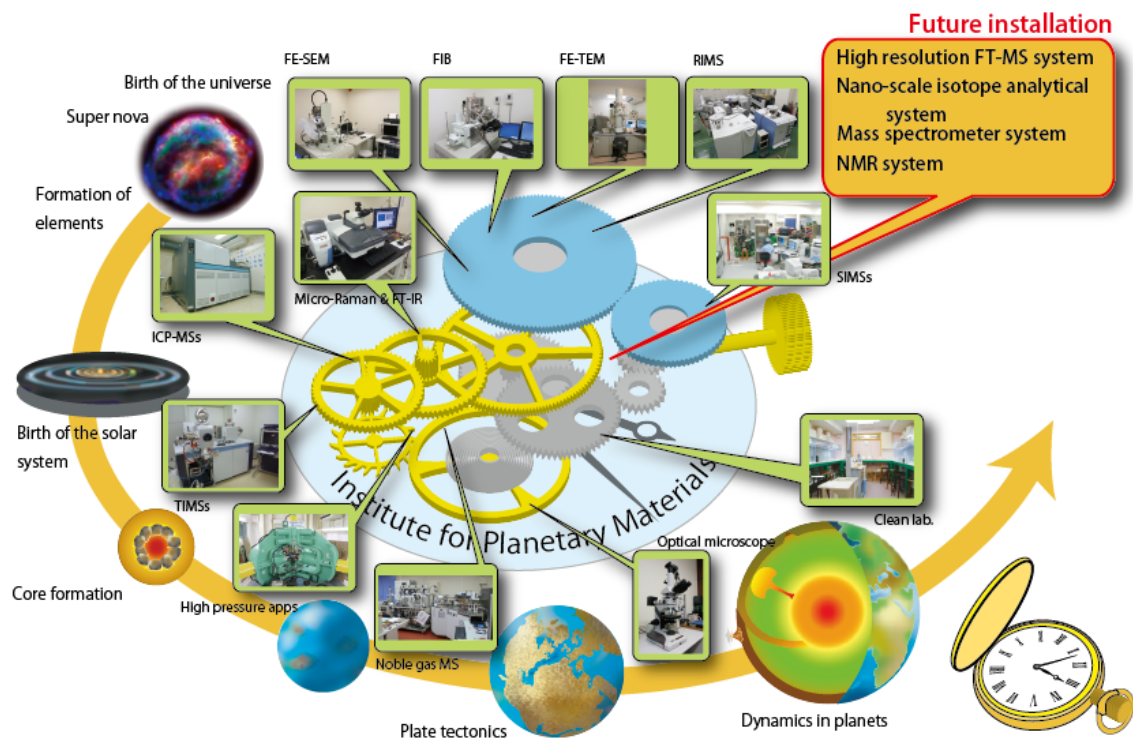 Future installation
High resolution FT-MS system
Nano-scale isotope analytical
system
Mass spectrometer system
NMR system
FE-SEM
FIB
FE-TEM
RIMS
Birth of the universe
Super nova
Formation of
elements
Micro-Raman & FT-IR
SIMSs
ICP-MSs
Birth of the solar
system
TIMSs
Institute for Planetary Materials
Clean lab.
Optical microscope
Core formation
High pressure apps
Noble gas MS
Plate tectonics
Dynamics in planets